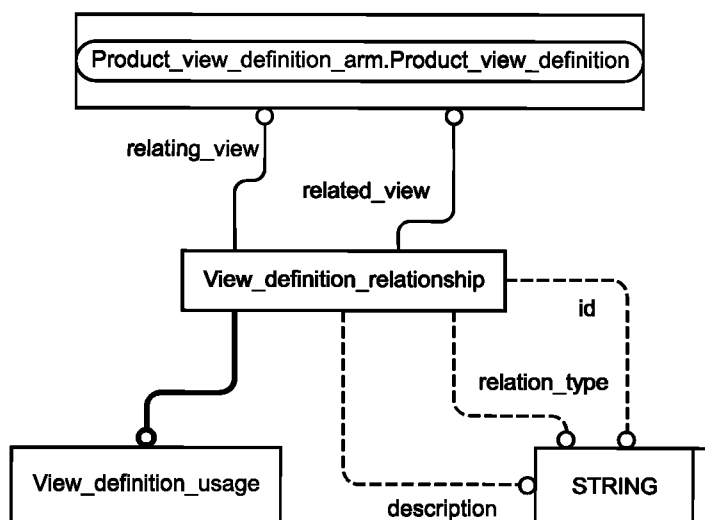 Product_view_definition_arm.Product_view_definition
relating_view
related_view
View_definition_relationship
id
relation_type
View_definition_usage
STRING
description